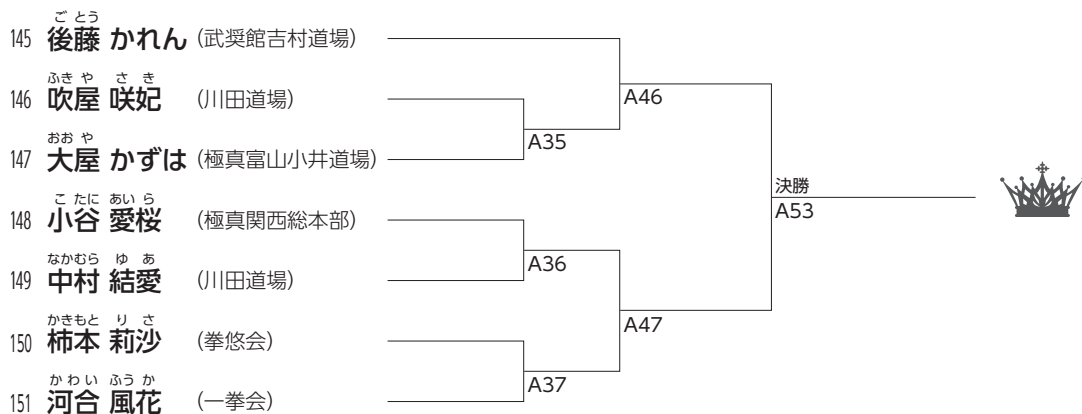 ご とう
145 後藤 かれん (武奨館吉村道場)
ふき や さ き
146 吹屋 咲妃 (川田道場)
A46
おお や
147 大屋 かずは (極真富山小井道場)
A35
こ たに あい ら
148 小谷 愛桜 (極真関西総本部)
決勝
A53
なかむら ゆ あ
149 中村 結愛 (川田道場)
A36
かきもと り さ
150 柿本 莉沙 (拳悠会)
A47
かわい ふう か
151 河合 風花 (一拳会)
A37